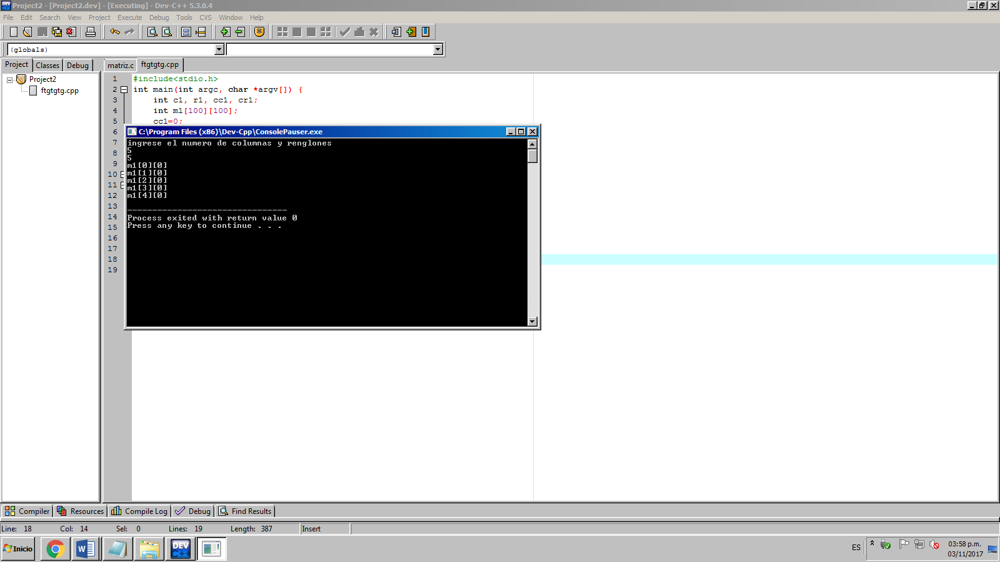 Project2 - [Project2.dev] - [Executing] - Dev-C++ 5.3.0.4
File Edit Search View Project Execute Debug Tools CVS Window Help
(globals)
Project Classes Debug matriz.c ftgtgtg.cpp
Project2
ftgtgtg.cpp
1 #include<stdio.h>
2 int main(int argc, char *argv[]) {
3 int c1, r1, cc1, cr1;
4 int m1[100][100];
5 cc1=0;
6
7
8
9
10
11
12
13
14
15
16
17
18
19
C:\Program Files (x86)\Dev-Cpp\ConsolePauser.exe
ingrese el numero de columnas y renglones
5
5
m1[0][0]
m1[1][0]
m1[2][0]
m1[3][0]
m1[4][0]
--------------------------------
Process exited with return value 0
Press any key to continue . . .
Compiler Resources Compile Log Debug Find Results
Line: 18 Col: 14 Sel: 0 Lines: 19 Length: 387 Insert
Inicio
DEV C++
ES
03:58 p.m.
03/11/2017